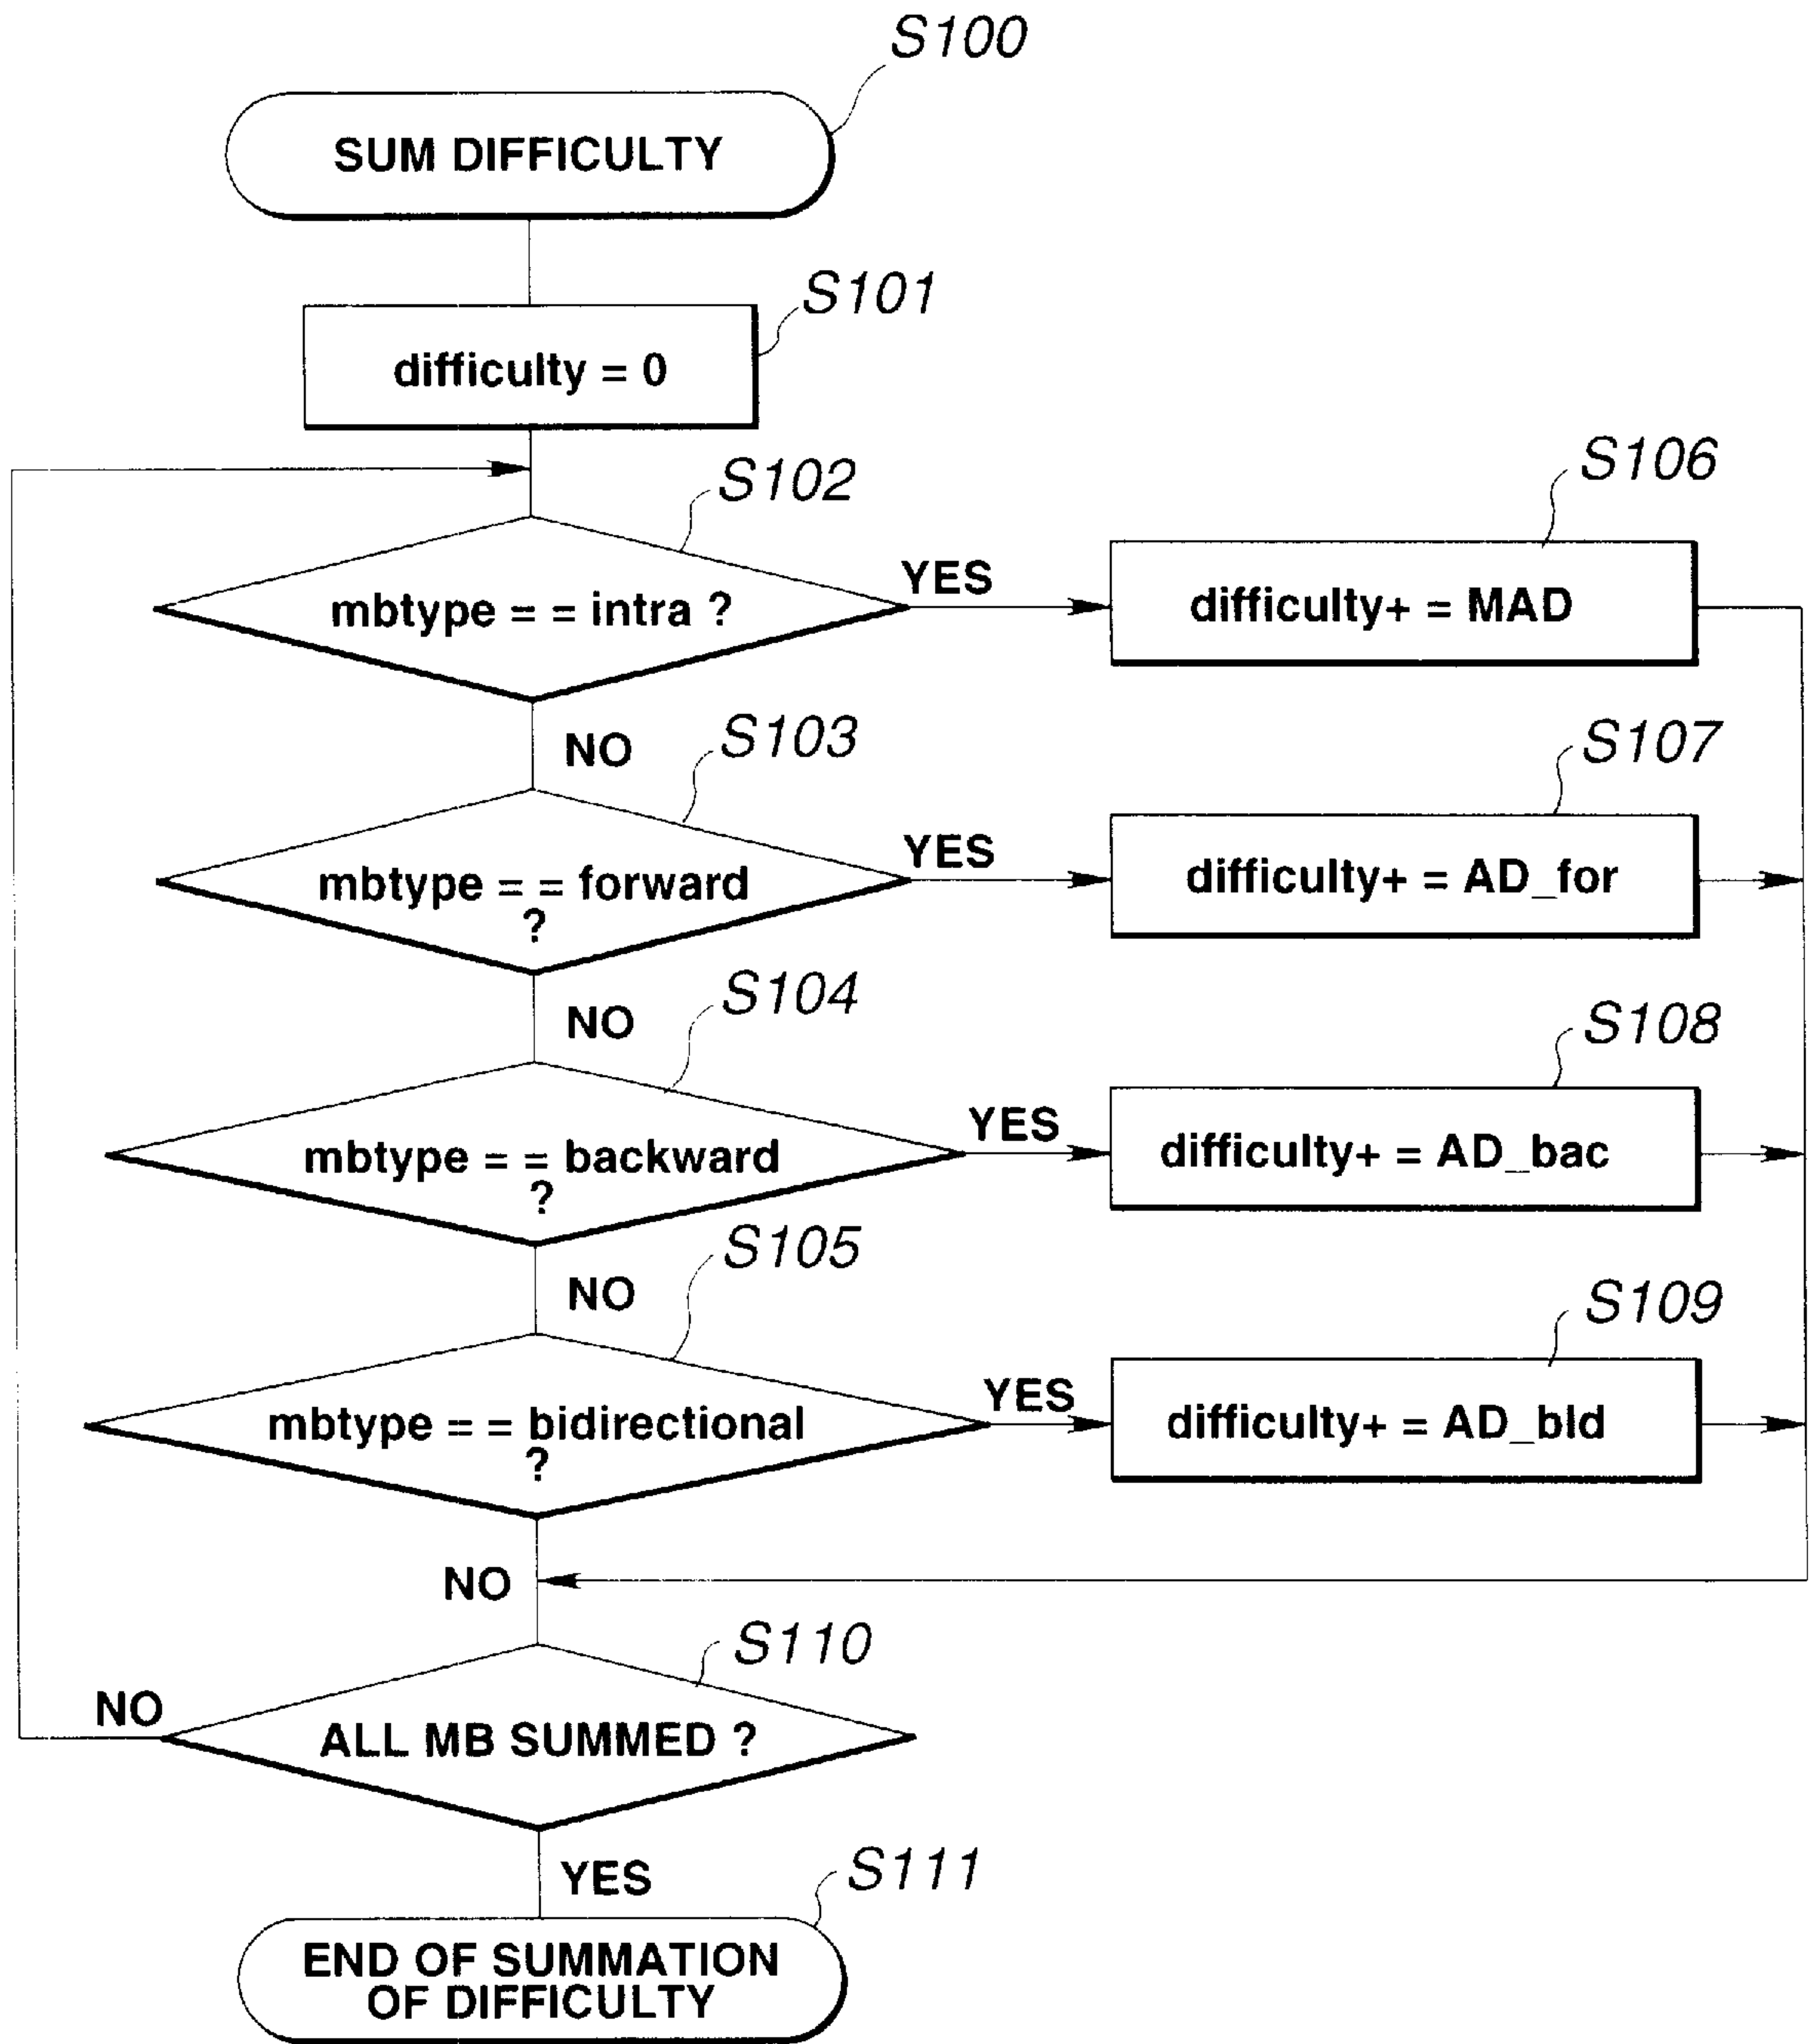 S100
SUM DIFFICULTY
S101
difficulty = 0
S102
mbtype = = intra ?
YES
S106
difficulty+ = MAD
NO
S103
mbtype = = forward
?
YES
S107
difficulty+ = AD_for
NO
S104
mbtype = = backward
?
YES
S108
difficulty+ = AD_bac
NO
S105
mbtype = = bidirectional
?
YES
S109
difficulty+ = AD_bld
NO
S110
ALL MB SUMMED ?
NO
YES
S111
END OF SUMMATION
OF DIFFICULTY